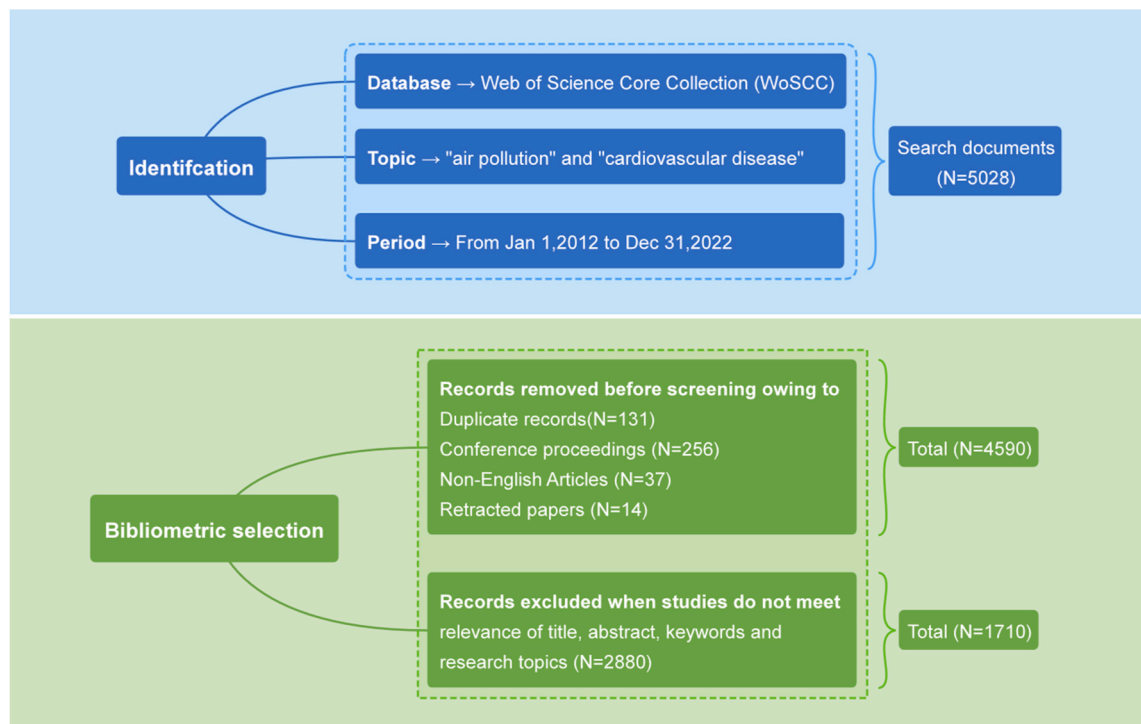 Identifcation
Database → Web of Science Core Collection (WoSCC)
Topic → "air pollution" and "cardiovascular disease"
Period → From Jan 1,2012 to Dec 31,2022
Search documents
(N=5028)
Bibliometric selection
Records removed before screening owing to
Duplicate records(N=131)
Conference proceedings (N=256)
Non-English Articles (N=37)
Retracted papers (N=14)
Total (N=4590)
Records excluded when studies do not meet
relevance of title, abstract, keywords and
research topics (N=2880)
Total (N=1710)